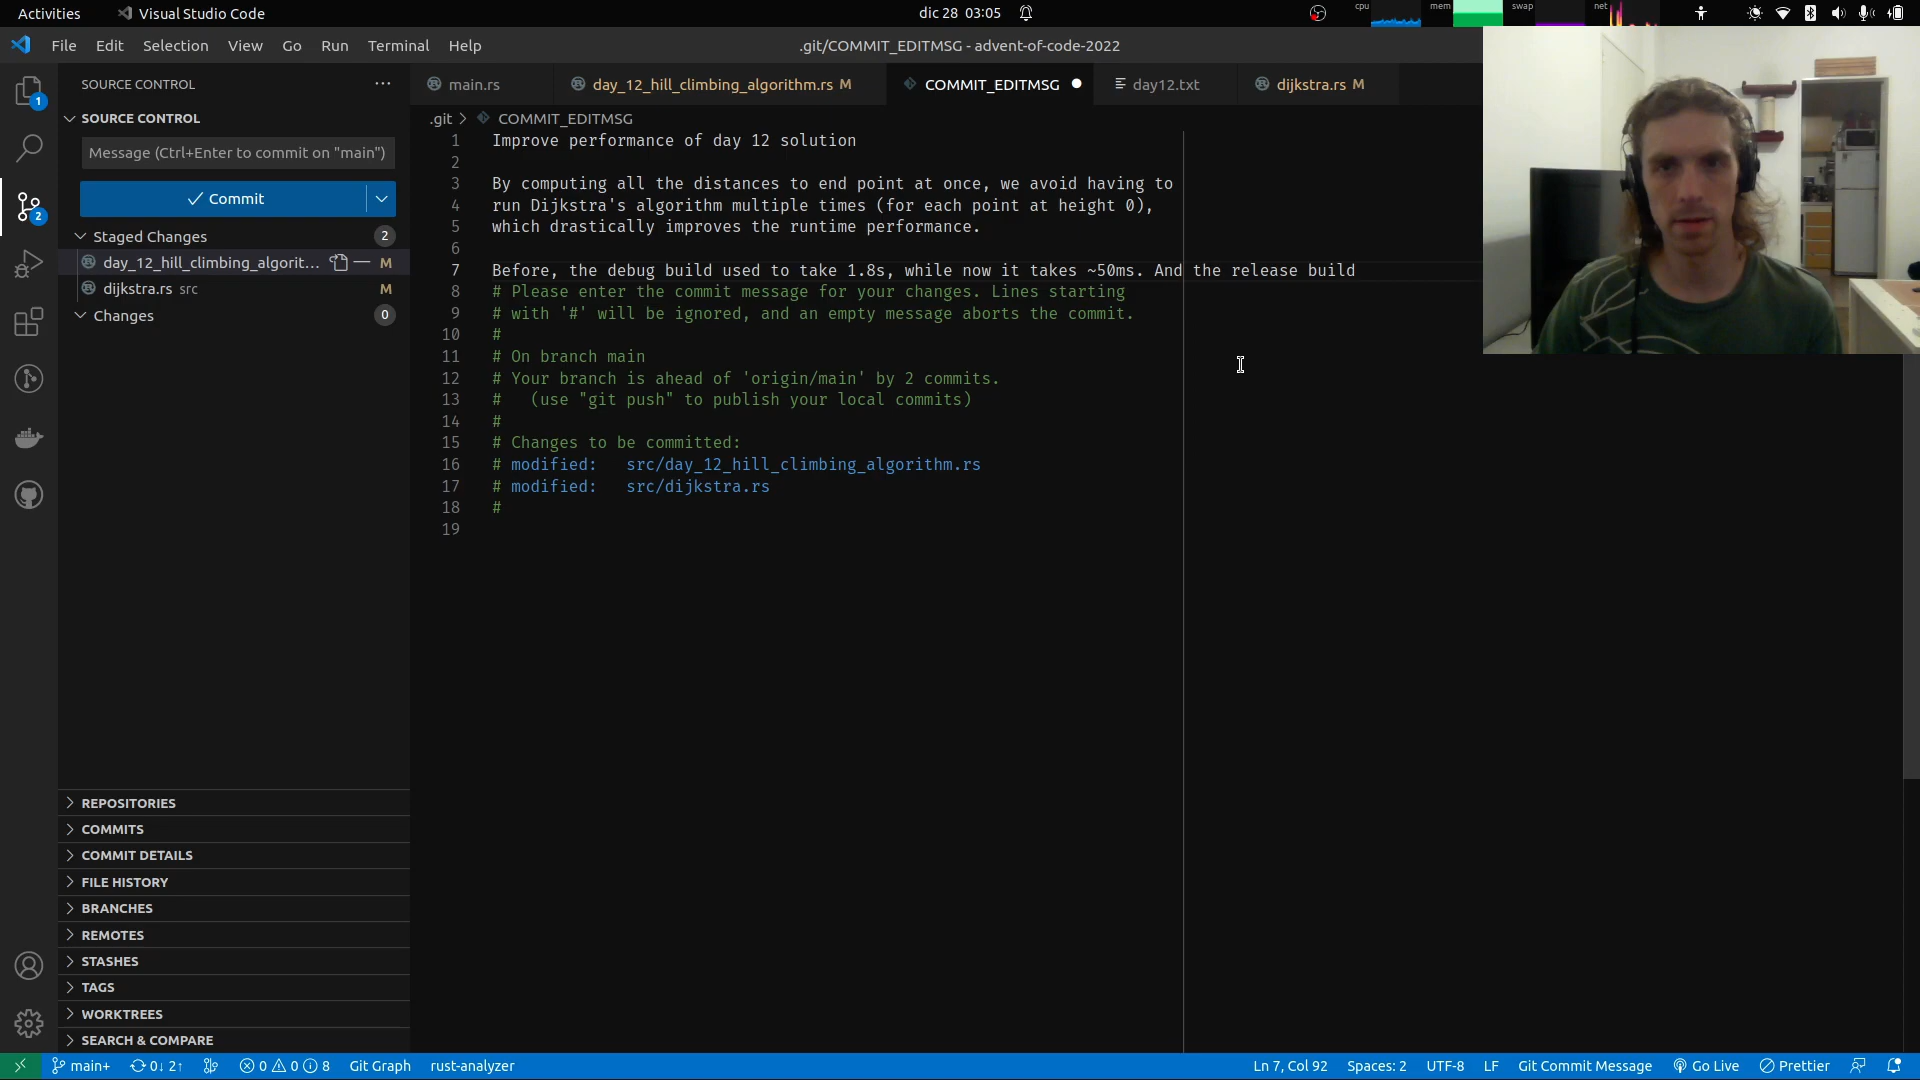 Activities
Visual Studio Code
dic 28 03:05
cpu
mem
swap
net
File
Edit
Selection
View
Go
Run
Terminal
Help
.git/COMMIT_EDITMSG - advent-of-code-2022
SOURCE CONTROL
SOURCE CONTROL
Message (Ctrl+Enter to commit on "main")
Commit
Staged Changes
2
day_12_hill_climbing_algorit...
M
dijkstra.rs src
M
Changes
0
1
2
REPOSITORIES
COMMITS
COMMIT DETAILS
FILE HISTORY
BRANCHES
REMOTES
STASHES
TAGS
WORKTREES
SEARCH & COMPARE
main.rs
day_12_hill_climbing_algorithm.rs M
COMMIT_EDITMSG
day12.txt
dijkstra.rs M
.git > COMMIT_EDITMSG
1 Improve performance of day 12 solution
2
3 By computing all the distances to end point at once, we avoid having to
4 run Dijkstra's algorithm multiple times (for each point at height 0),
5 which drastically improves the runtime performance.
6
7 Before, the debug build used to take 1.8s, while now it takes ~50ms. And the release build
8 # Please enter the commit message for your changes. Lines starting
9 # with '#' will be ignored, and an empty message aborts the commit.
10 #
11 # On branch main
12 # Your branch is ahead of 'origin/main' by 2 commits.
13 #   (use "git push" to publish your local commits)
14 #
15 # Changes to be committed:
16 # modified:   src/day_12_hill_climbing_algorithm.rs
17 # modified:   src/dijkstra.rs
18 #
19
main+
0↓ 2↑
0
0
8
Git Graph
rust-analyzer
Ln 7, Col 92
Spaces: 2
UTF-8
LF
Git Commit Message
Go Live
Prettier